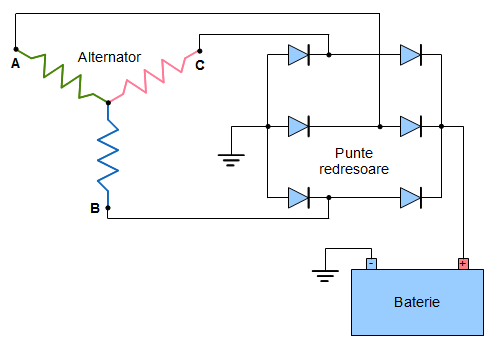 Alternator
A
C
B
Punte
redresoare
-
+
Baterie